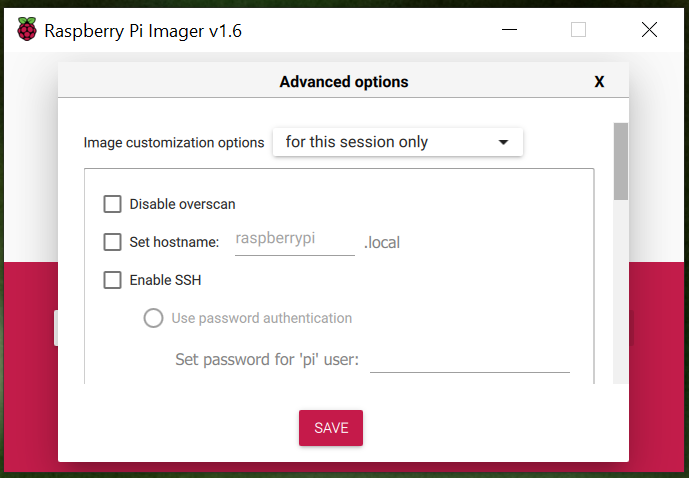 Raspberry Pi Imager v1.6
Advanced options X
Image customization options for this session only
Disable overscan
Set hostname: raspberrypi .local
Enable SSH
Use password authentication
Set password for 'pi' user:
SAVE